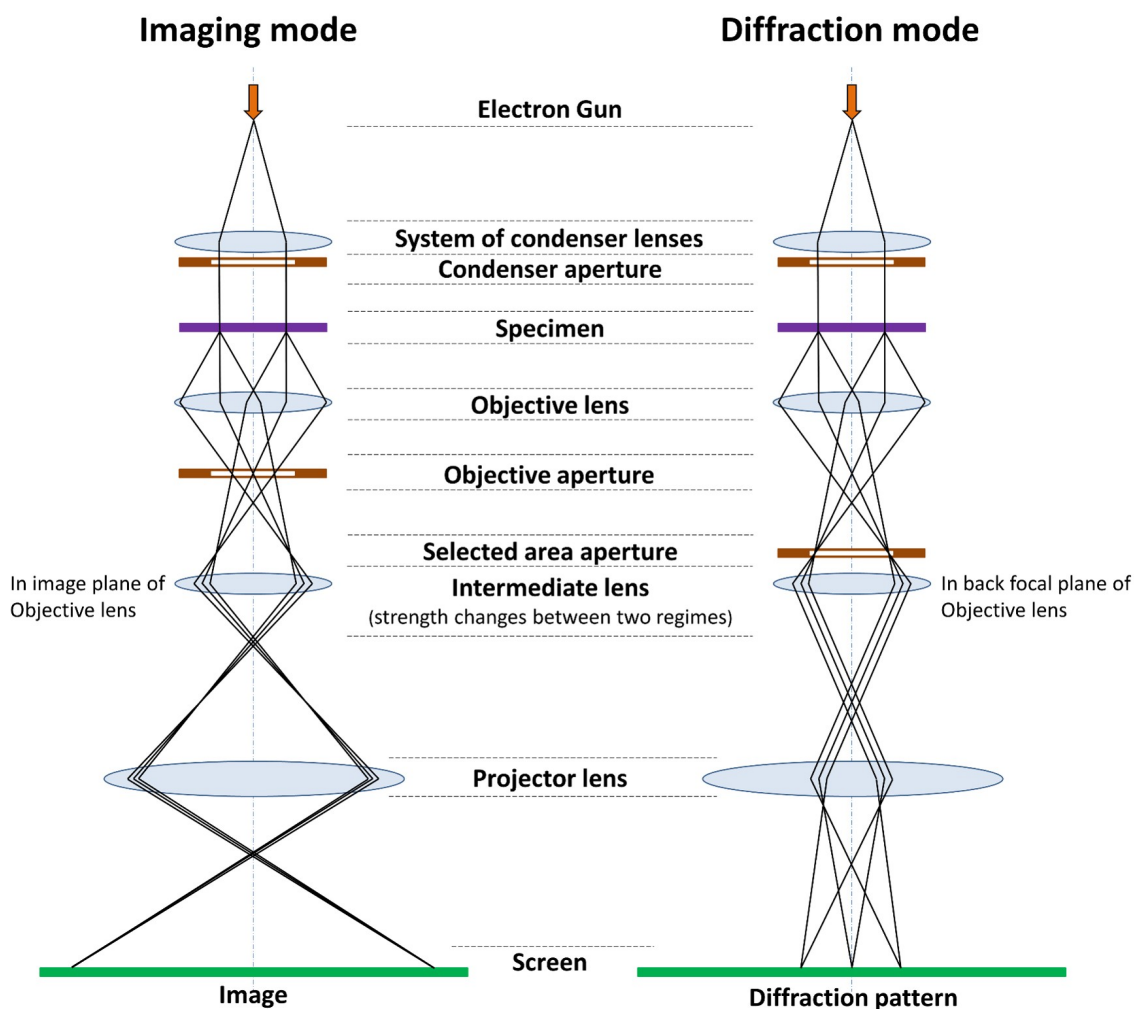 Imaging mode
Diffraction mode
Electron Gun
System of condenser lenses
Condenser aperture
Specimen
Objective lens
Objective aperture
Selected area aperture
In image plane of
Objective lens
Intermediate lens
(strength changes between two regimes)
In back focal plane of
Objective lens
Projector lens
Screen
Image
Diffraction pattern